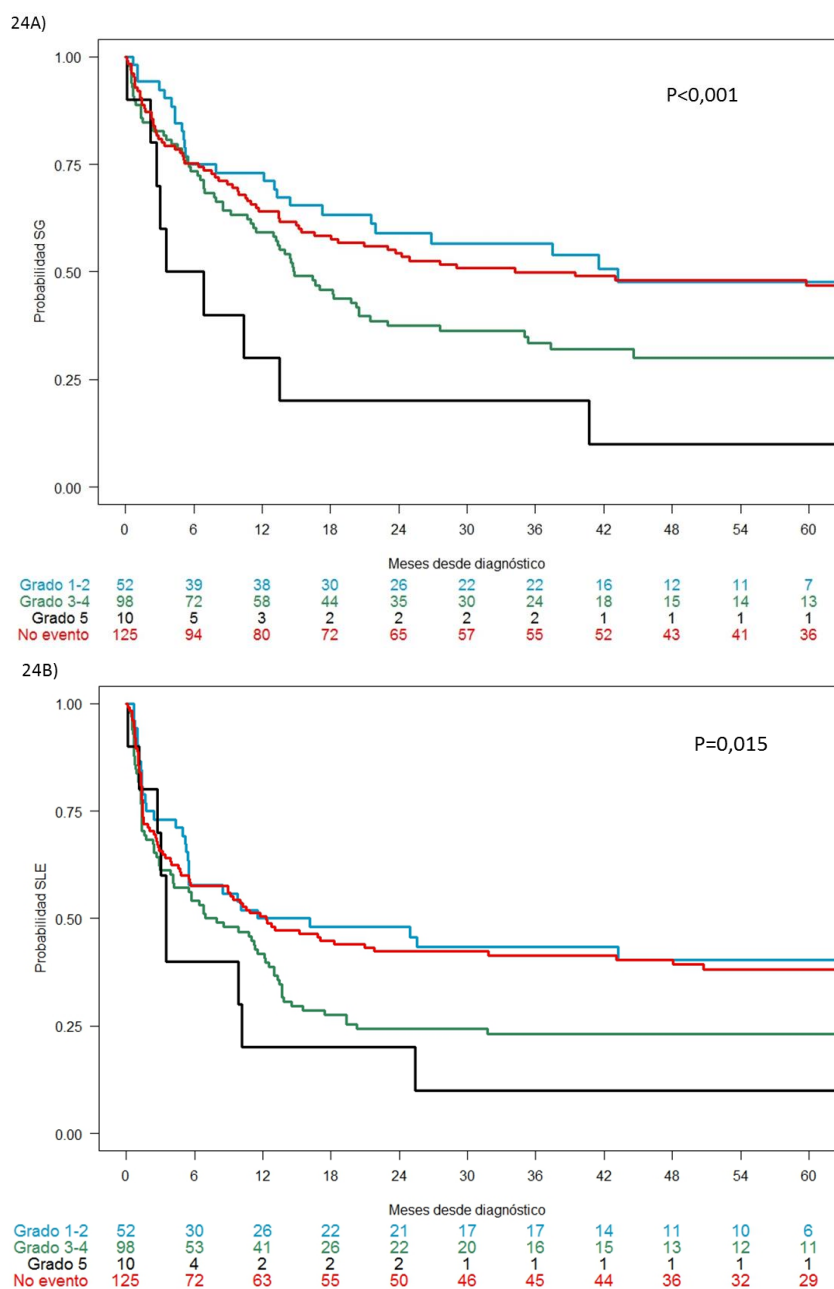 24A)
P<0,001
1.00
0.75
0.50
0.25
0.00
Probabilidad SG
0 6 12 18 24 30 36 42 48 54 60
Meses desde diagnóstico
Grado 1-2 52 39 38 30 26 22 22 16 12 11 7
Grado 3-4 98 72 58 44 35 30 24 18 15 14 13
Grado 5 10 5 3 2 2 2 2 1 1 1 1
No evento 125 94 80 72 65 57 55 52 43 41 36
24B)
P=0,015
1.00
0.75
0.50
0.25
0.00
Probabilidad SLE
0 6 12 18 24 30 36 42 48 54 60
Meses desde diagnóstico
Grado 1-2 52 30 26 22 21 17 17 14 11 10 6
Grado 3-4 98 53 41 26 22 20 16 15 13 12 11
Grado 5 10 4 2 2 2 1 1 1 1 1 1
No evento 125 72 63 55 50 46 45 44 36 32 29